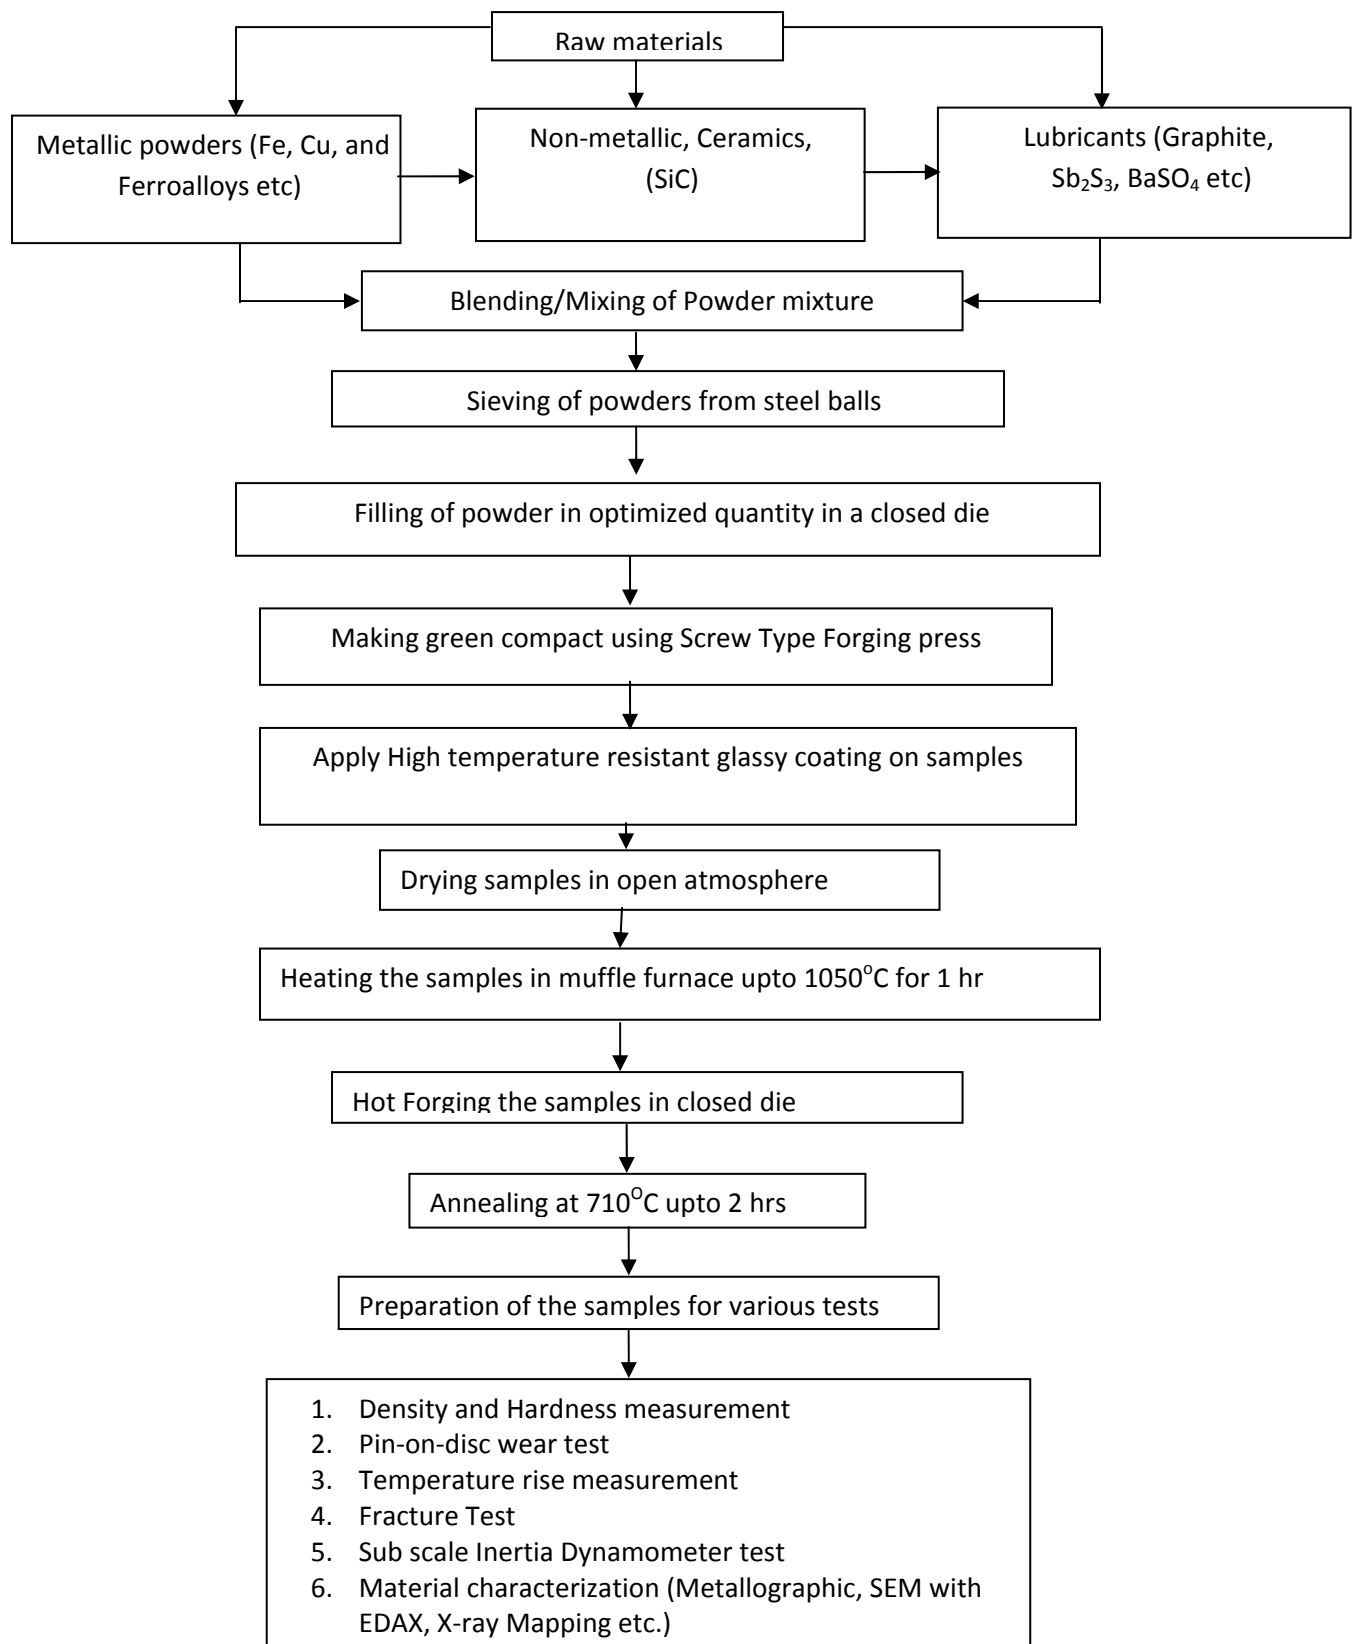 Raw materials
Metallic powders (Fe, Cu, and
Ferroalloys etc)
Non-metallic, Ceramics,
(SiC)
Lubricants (Graphite,
Sb₂S₃, BaSO₄ etc)
Blending/Mixing of Powder mixture
Sieving of powders from steel balls
Filling of powder in optimized quantity in a closed die
Making green compact using Screw Type Forging press
Apply High temperature resistant glassy coating on samples
Drying samples in open atmosphere
Heating the samples in muffle furnace upto 1050°C for 1 hr
Hot Forging the samples in closed die
Annealing at 710°C upto 2 hrs
Preparation of the samples for various tests
1. Density and Hardness measurement
2. Pin-on-disc wear test
3. Temperature rise measurement
4. Fracture Test
5. Sub scale Inertia Dynamometer test
6. Material characterization (Metallographic, SEM with
EDAX, X-ray Mapping etc.)